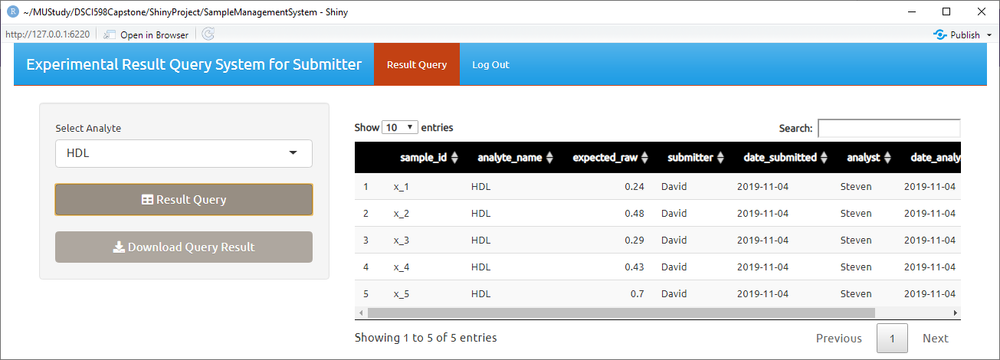 ~/MUStudy/DSCI598Capstone/ShinyProject/SampleManagementSystem - Shiny
http://127.0.0.1:6220 Open in Browser Publish
Experimental Result Query System for Submitter Result Query Log Out
Select Analyte
HDL
Result Query
Download Query Result
Show 10 entries Search:
sample_id analyte_name expected_raw submitter date_submitted analyst date_analy
1 x_1 HDL 0.24 David 2019-11-04 Steven 2019-11-04
2 x_2 HDL 0.48 David 2019-11-04 Steven 2019-11-04
3 x_3 HDL 0.29 David 2019-11-04 Steven 2019-11-04
4 x_4 HDL 0.43 David 2019-11-04 Steven 2019-11-04
5 x_5 HDL 0.7 David 2019-11-04 Steven 2019-11-04
Showing 1 to 5 of 5 entries Previous 1 Next